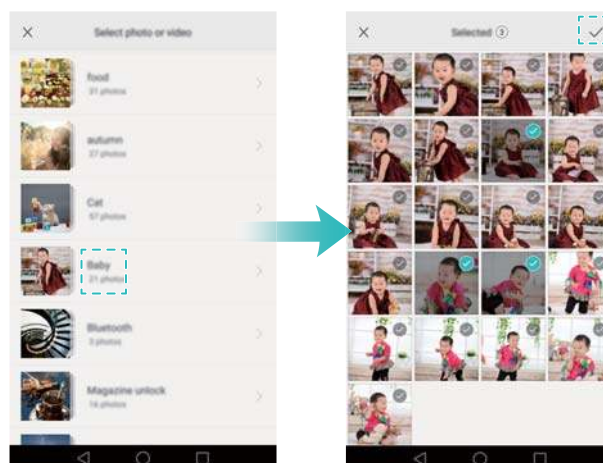 Select photo or video
food
31 photos
autumn
27 photos
Cat
67 photos
Baby
21 photos
Bluetooth
3 photos
Magazine unlock
16 photos
Selected 3